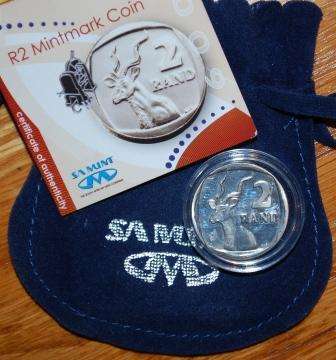 R2 Mintmark Coin
2
RAND
certificate of authenticity
SA MINT
M
2
RAND
SA MINT
M